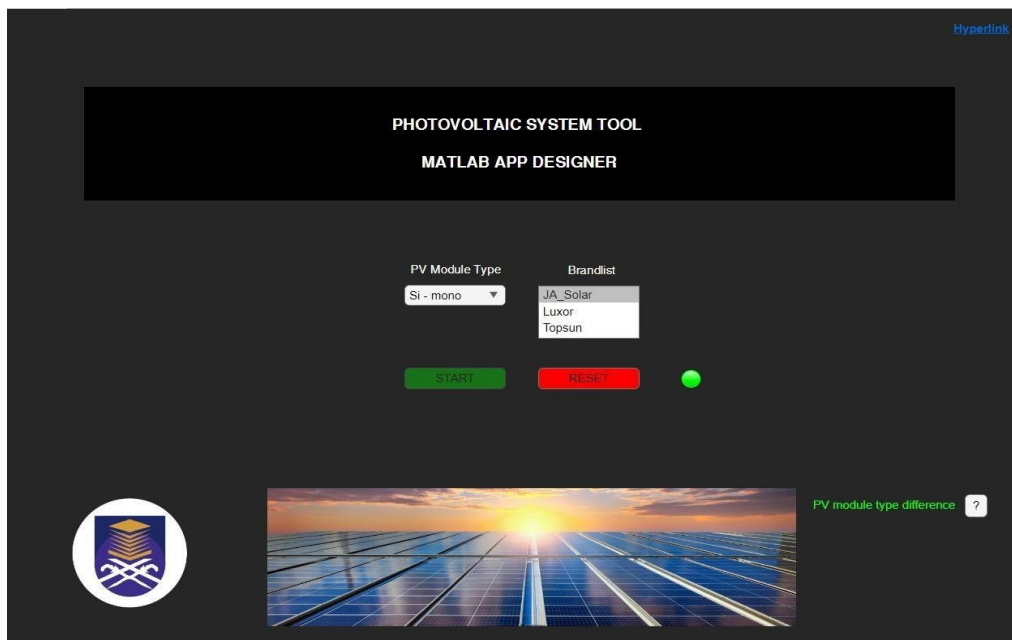 Hyperlink
PHOTOVOLTAIC SYSTEM TOOL
MATLAB APP DESIGNER
PV Module Type
Brandlist
Si - mono
JA_Solar
Luxor
Topsun
START
RESET
PV module type difference ?